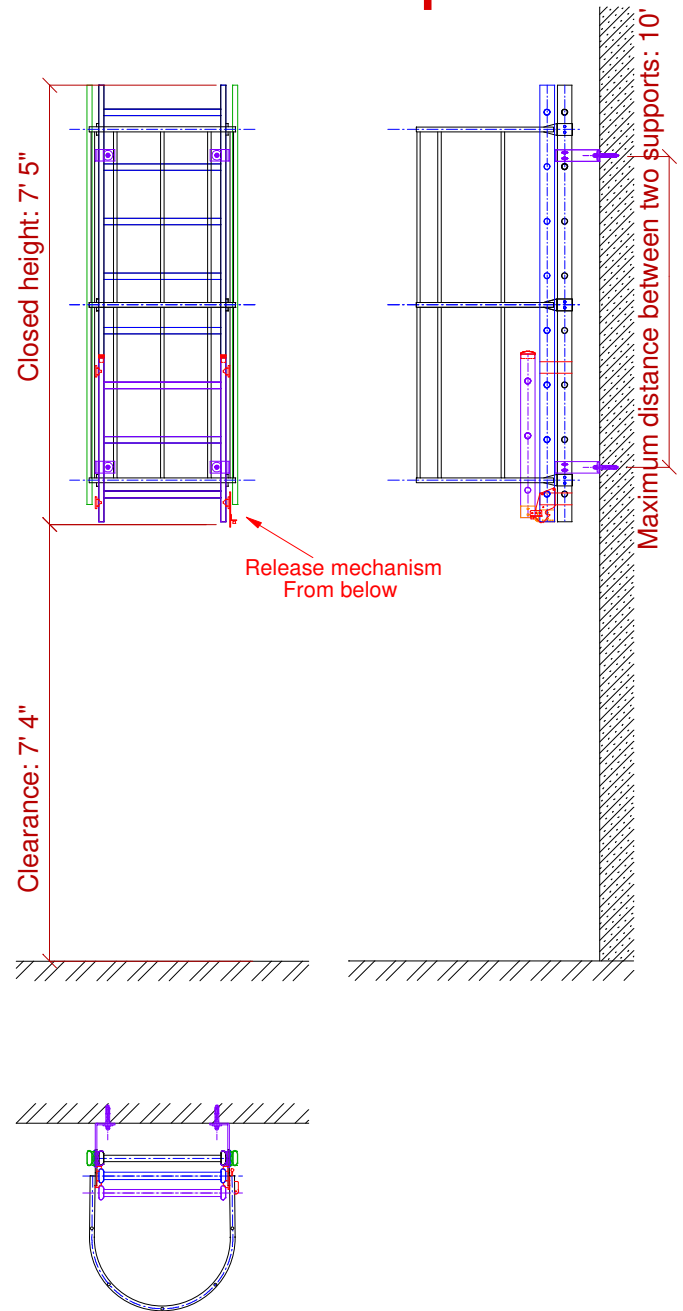 Closed height: 7' 5"
Maximum distance between two supports: 10'
Release mechanism
From below
Clearance: 7' 4"